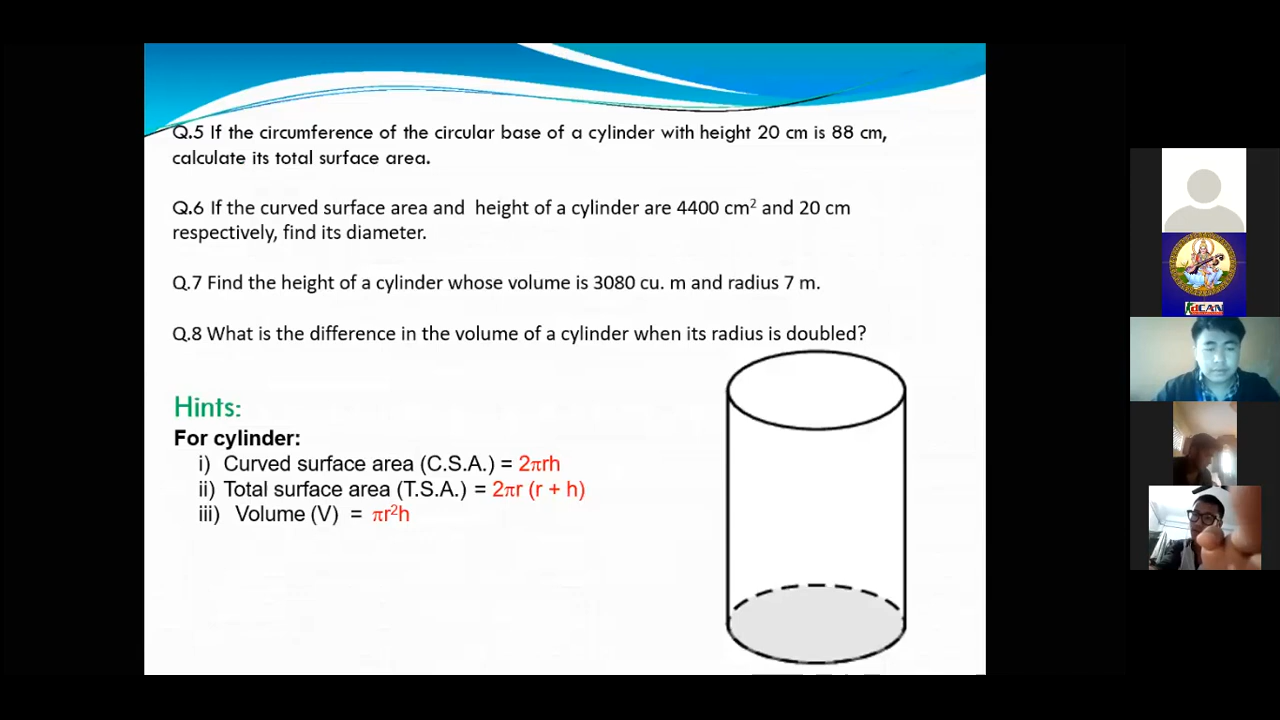 Q.5 If the circumference of the circular base of a cylinder with height 20 cm is 88 cm,
calculate its total surface area.
Q.6 If the curved surface area and height of a cylinder are 4400 cm² and 20 cm
respectively, find its diameter.
Q.7 Find the height of a cylinder whose volume is 3080 cu. m and radius 7 m.
Q.8 What is the difference in the volume of a cylinder when its radius is doubled?
Hints:
For cylinder:
i) Curved surface area (C.S.A.) = 2πrh
ii) Total surface area (T.S.A.) = 2πr (r + h)
iii) Volume (V) = πr²h